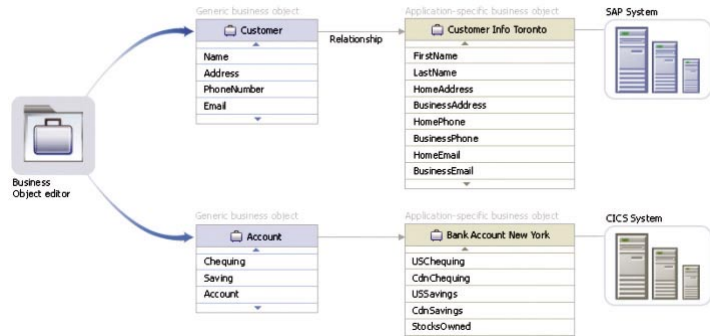 Generic business object
Application-specific business object
SAP System
Customer
Relationship
Customer Info Toronto
Name
Address
PhoneNumber
Email
FirstName
LastName
HomeAddress
BusinessAddress
HomePhone
BusinessPhone
HomeEmail
BusinessEmail
Business
Object editor
Generic business object
Application-specific business object
CICS System
Account
Bank Account New York
Chequing
Saving
Account
USChequing
CdnChequing
USSavings
CdnSavings
StocksOwned